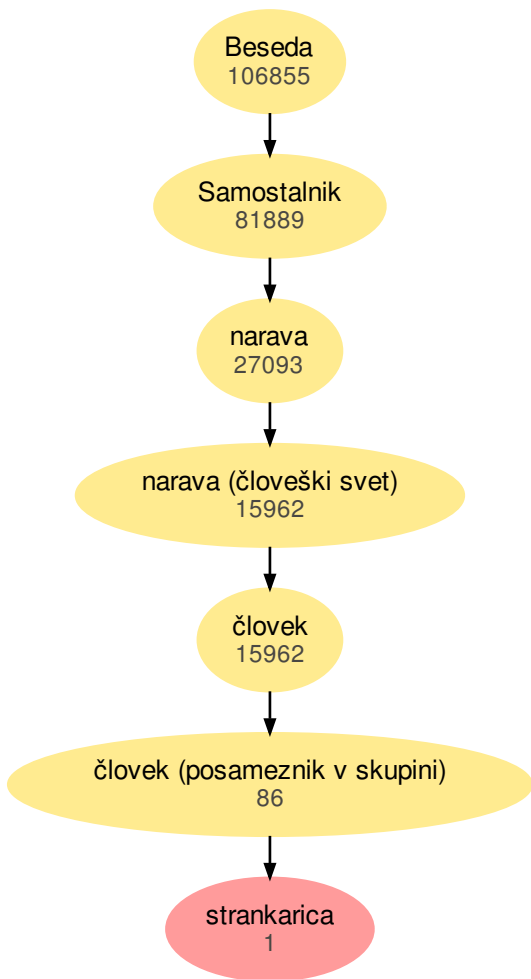 Beseda
106855
Samostalnik
81889
narava
27093
narava (človeški svet)
15962
človek
15962
človek (posameznik v skupini)
86
strankarica
1